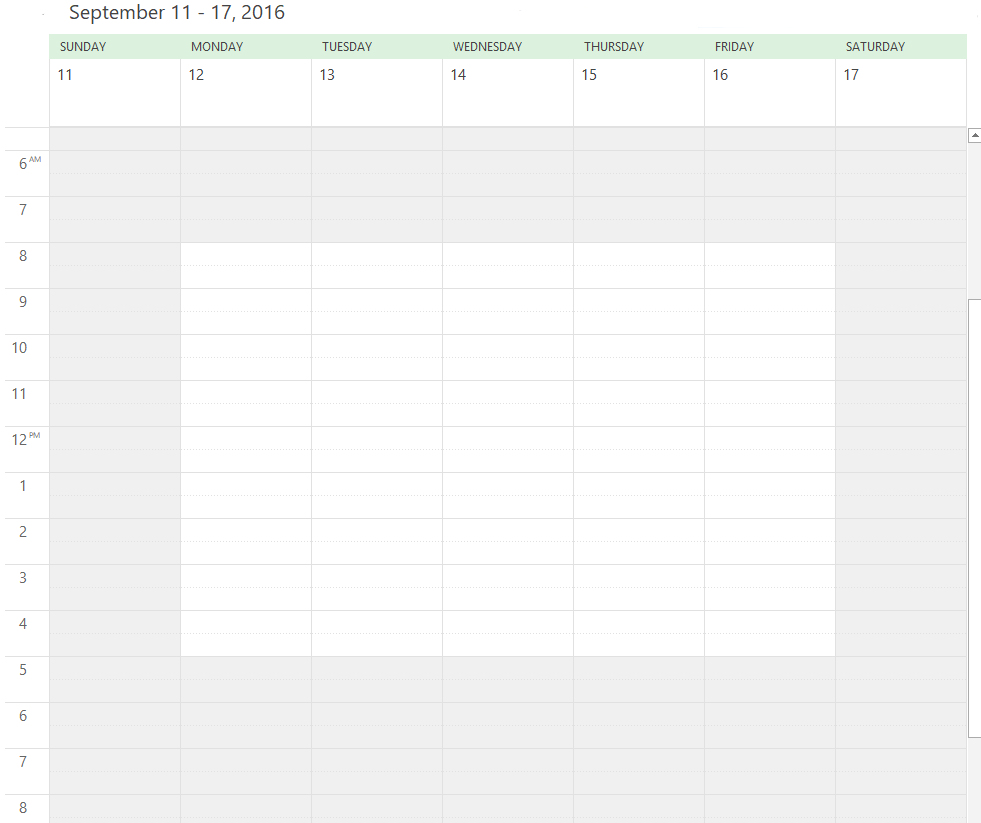 September 11 - 17, 2016
SUNDAY MONDAY TUESDAY WEDNESDAY THURSDAY FRIDAY SATURDAY
11 12 13 14 15 16 17
6 AM
7
8
9
10
11
12 PM
1
2
3
4
5
6
7
8